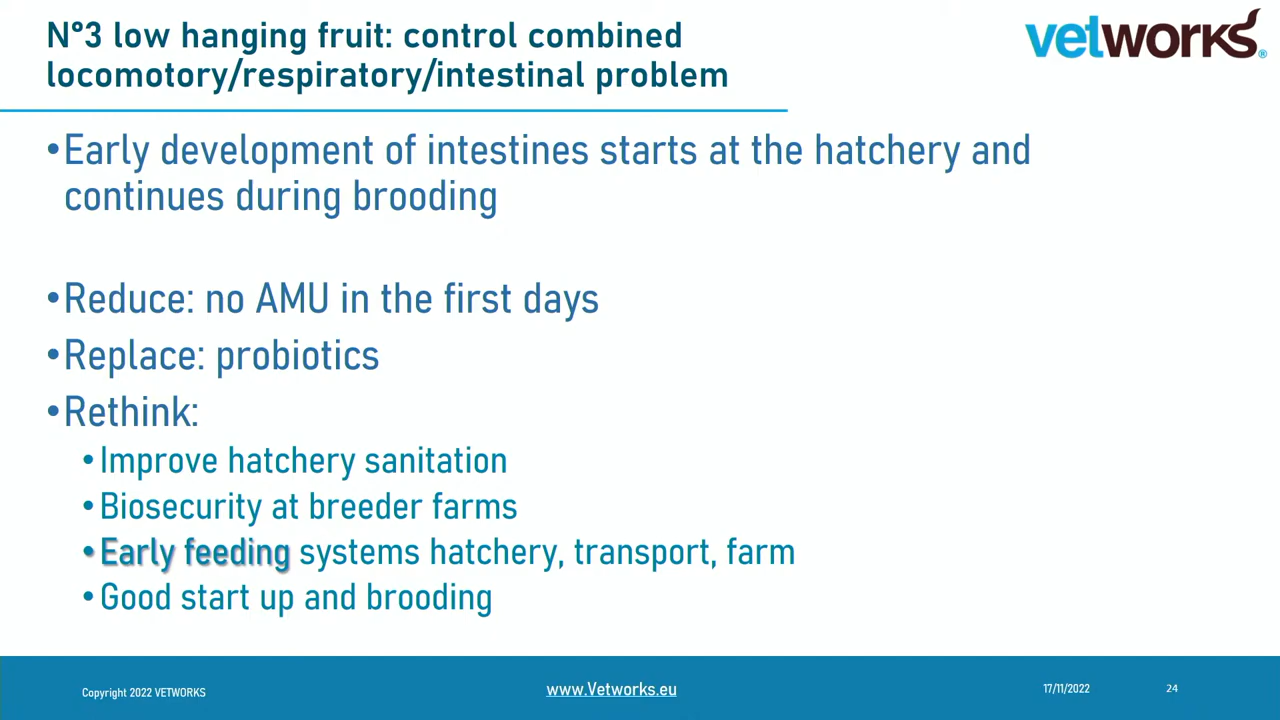 N°3 low hanging fruit: control combined
locomotory/respiratory/intestinal problem
vetworks®
•Early development of intestines starts at the hatchery and
continues during brooding
•Reduce: no AMU in the first days
•Replace: probiotics
•Rethink:
•Improve hatchery sanitation
•Biosecurity at breeder farms
•Early feeding systems hatchery, transport, farm
•Good start up and brooding
Copyright 2022 VETWORKS
www.Vetworks.eu
17/11/2022
24